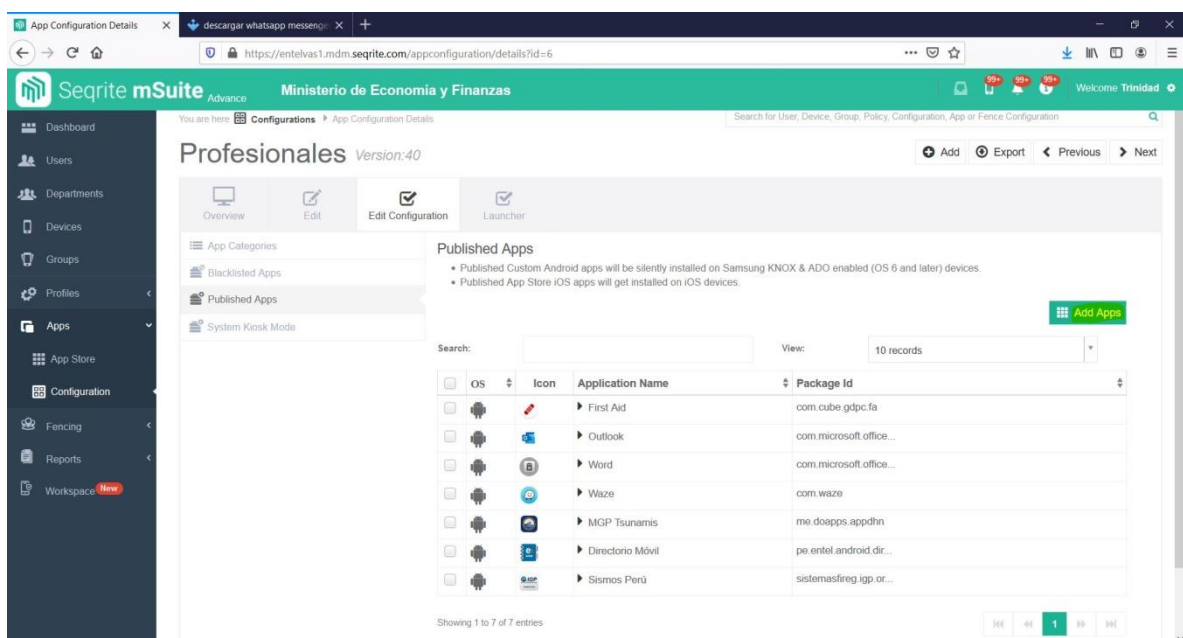 App Configuration Details
descargar whatsapp messenge
https://entelvas1.mdm.seqrite.com/appconfiguration/details?id=6
Seqrite mSuite Advance
Ministerio de Economia y Finanzas
99+
99+
99+
Welcome Trinidad
Dashboard
Users
Departments
Devices
Groups
Profiles
Apps
App Store
Configuration
Fencing
Reports
Workspace New
You are here Configurations App Configuration Details
Search for User, Device, Group, Policy, Configuration, App or Fence Configuration
Profesionales Version:40
Add Export Previous Next
Overview Edit Edit Configuration Launcher
App Categories
Blacklisted Apps
Published Apps
System Kiosk Mode
Published Apps
• Published Custom Android apps will be silently installed on Samsung KNOX & ADO enabled (OS 6 and later) devices.
• Published App Store iOS apps will get installed on iOS devices.
Add Apps
Search: View: 10 records
OS Icon Application Name Package Id
First Aid com.cube.gdpc.fa
Outlook com.microsoft.office...
Word com.microsoft.office...
Waze com.waze
MGP Tsunamis me.doapps.appdhn
Directorio Móvil pe.entel.android.dir...
Sismos Perú sistemasfireg.igp.or...
Showing 1 to 7 of 7 entries
1